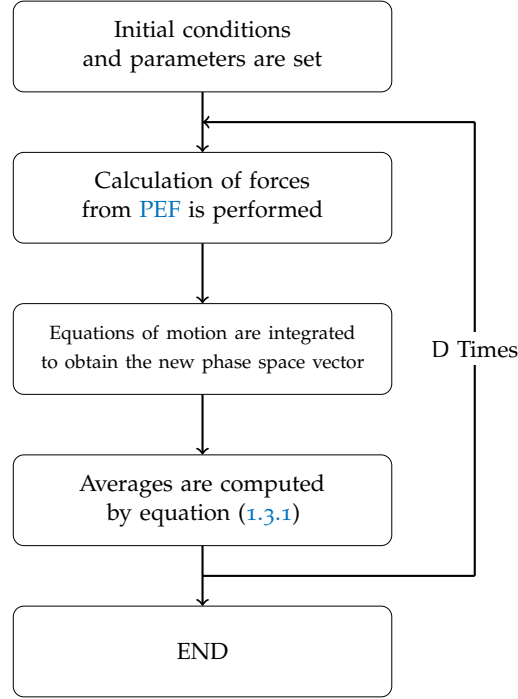 Initial conditions
and parameters are set
Calculation of forces
from PEF is performed
Equations of motion are integrated
to obtain the new phase space vector
D Times
Averages are computed
by equation (1.3.1)
END